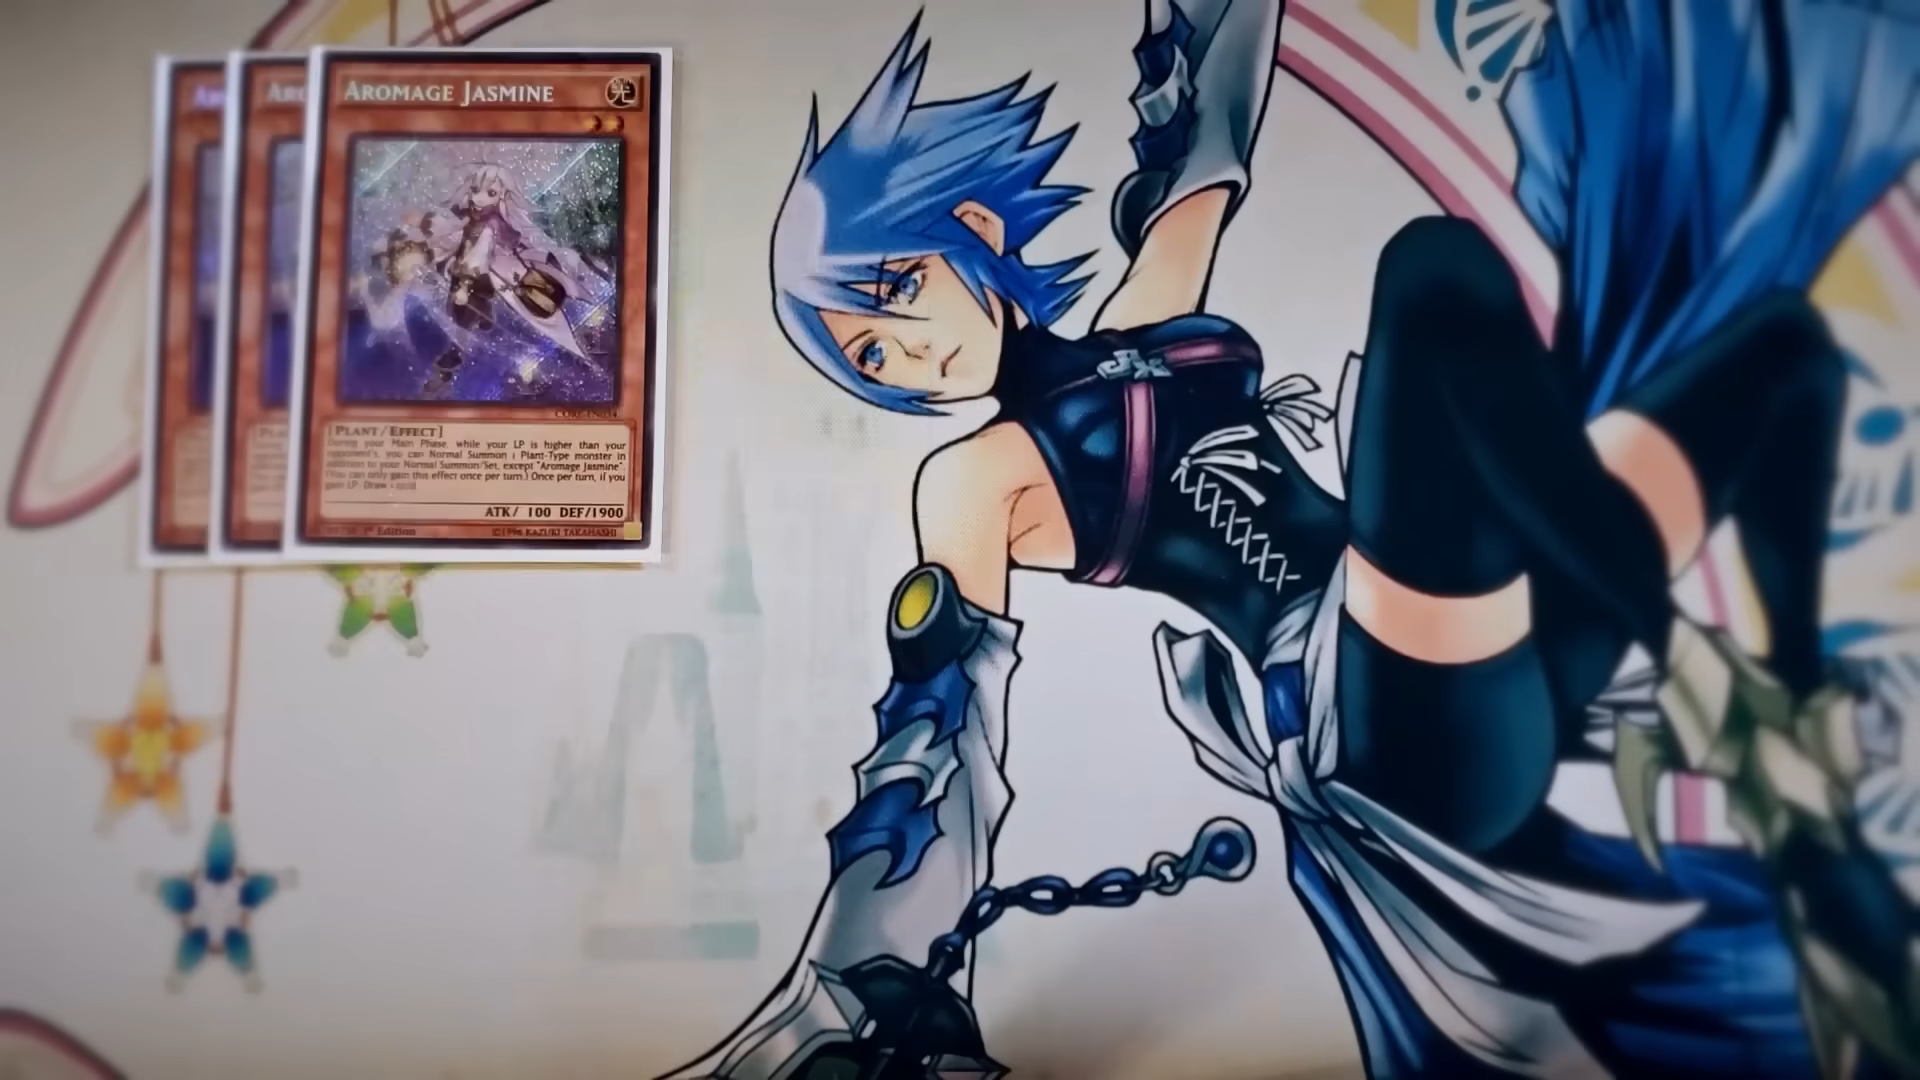 AROMAGE JASMINE
光
CORE-EN034
[PLANT/EFFECT]
During your Main Phase, while your LP is higher than your
opponent's, you can Normal Summon 1 Plant-Type monster in
addition to your Normal Summon/Set, except "Aromage Jasmine".
(You can only gain this effect once per turn.) Once per turn, if you
gain LP: Draw 1 card.
ATK/ 100 DEF/1900
1st Edition ©1996 KAZUKI TAKAHASHI